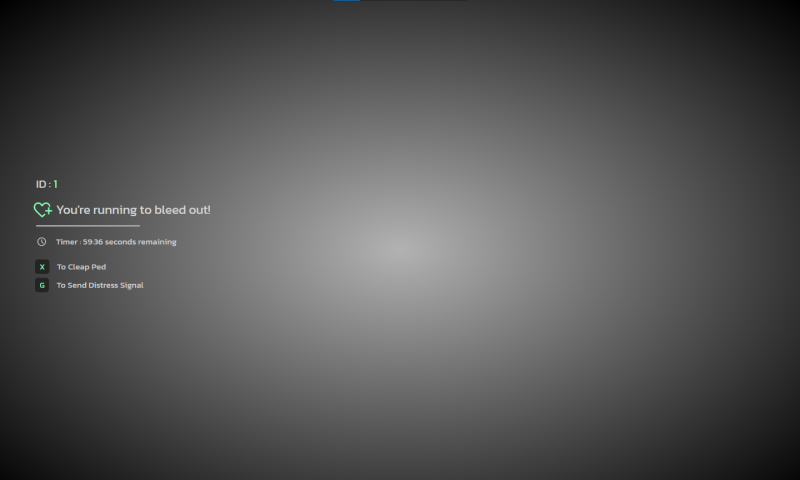 ID : 1
You're running to bleed out!
Timer : 59:36 seconds remaining
X To Cleap Ped
G To Send Distress Signal